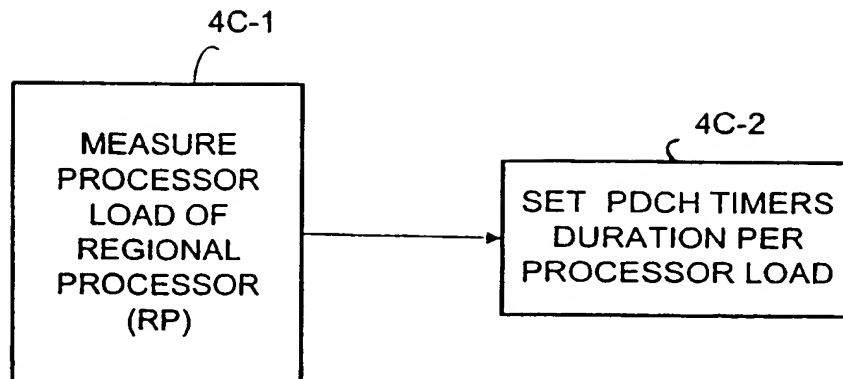 4C-1
MEASURE
PROCESSOR
LOAD OF
REGIONAL
PROCESSOR
(RP)
4C-2
SET PDCH TIMERS
DURATION PER
PROCESSOR LOAD